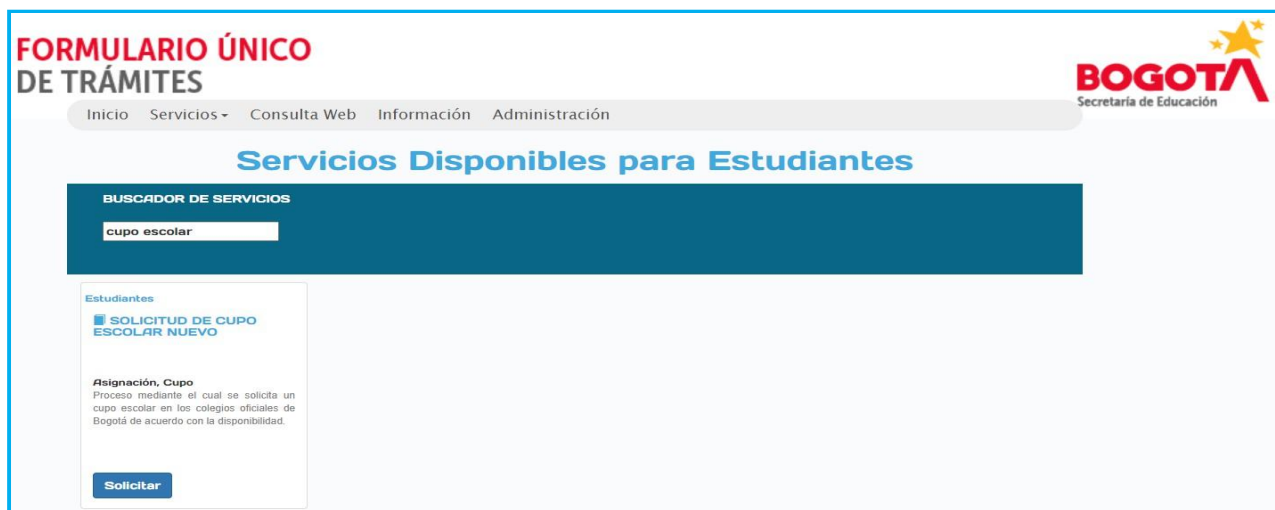 FORMULARIO ÚNICO
DE TRÁMITES
BOGOTÁ
Secretaría de Educación
Inicio Servicios Consulta Web Información Administración
Servicios Disponibles para Estudiantes
BUSCADOR DE SERVICIOS
cupo escolar
Estudiantes
SOLICITUD DE CUPO
ESCOLAR NUEVO
Asignación, Cupo
Proceso mediante el cual se solicita un
cupo escolar en los colegios oficiales de
Bogotá de acuerdo con la disponibilidad.
Solicitar